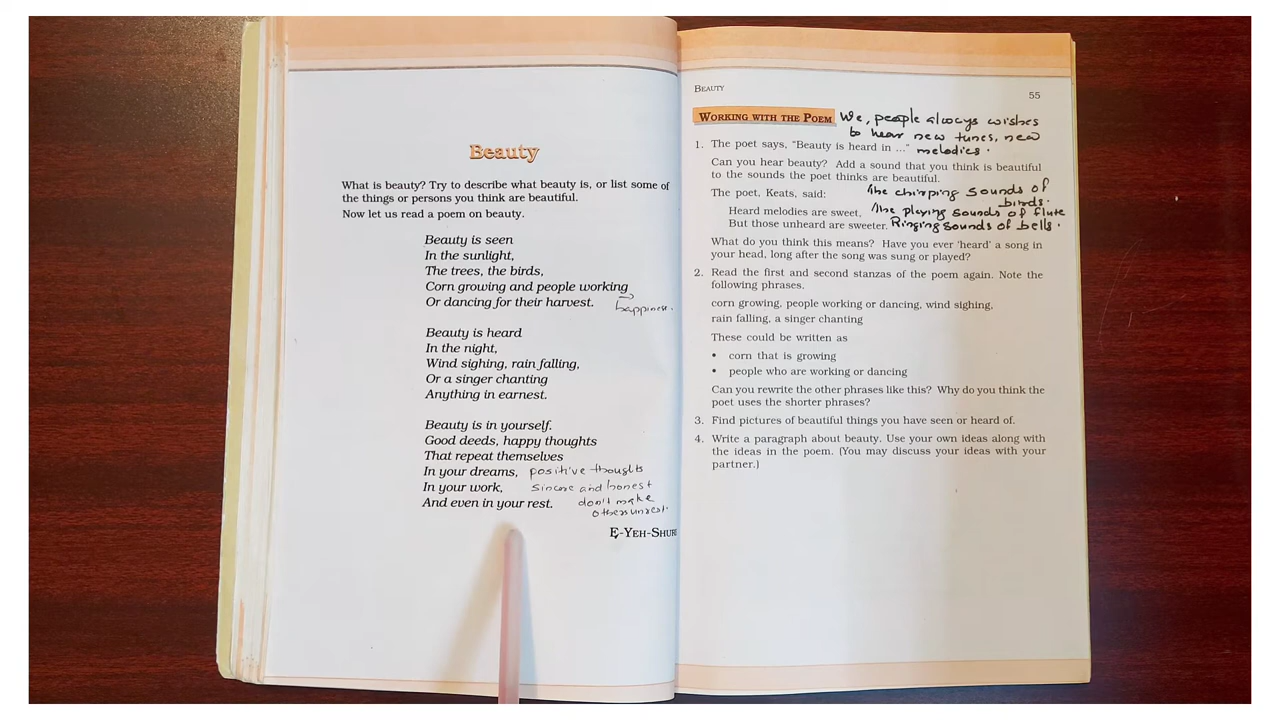 Beauty
What is beauty? Try to describe what beauty is, or list some of
the things or persons you think are beautiful.
Now let us read a poem on beauty.
Beauty is seen
In the sunlight,
The trees, the birds,
Corn growing and people working
Or dancing for their harvest.
happiness.
Beauty is heard
In the night,
Wind sighing, rain falling,
Or a singer chanting
Anything in earnest.
Beauty is in yourself.
Good deeds, happy thoughts
That repeat themselves
In your dreams, positive thoughts
In your work, sincere and honest
And even in your rest. don't make
others unrest.
E-YEH-SHURE
BEAUTY
55
WORKING WITH THE POEM We, people always wishes
to hear new tunes, new
1. The poet says, "Beauty is heard in ..." melodies.
Can you hear beauty? Add a sound that you think is beautiful
to the sounds the poet thinks are beautiful.
The poet, Keats, said: The chirping sounds of
birds.
Heard melodies are sweet, The playing sounds of flute
But those unheard are sweeter. Ringing sounds of bells.
What do you think this means? Have you ever 'heard' a song in
your head, long after the song was sung or played?
2. Read the first and second stanzas of the poem again. Note the
following phrases.
corn growing, people working or dancing, wind sighing,
rain falling, a singer chanting
These could be written as
• corn that is growing
• people who are working or dancing
Can you rewrite the other phrases like this? Why do you think the
poet uses the shorter phrases?
3. Find pictures of beautiful things you have seen or heard of.
4. Write a paragraph about beauty. Use your own ideas along with
the ideas in the poem. (You may discuss your ideas with your
partner.)